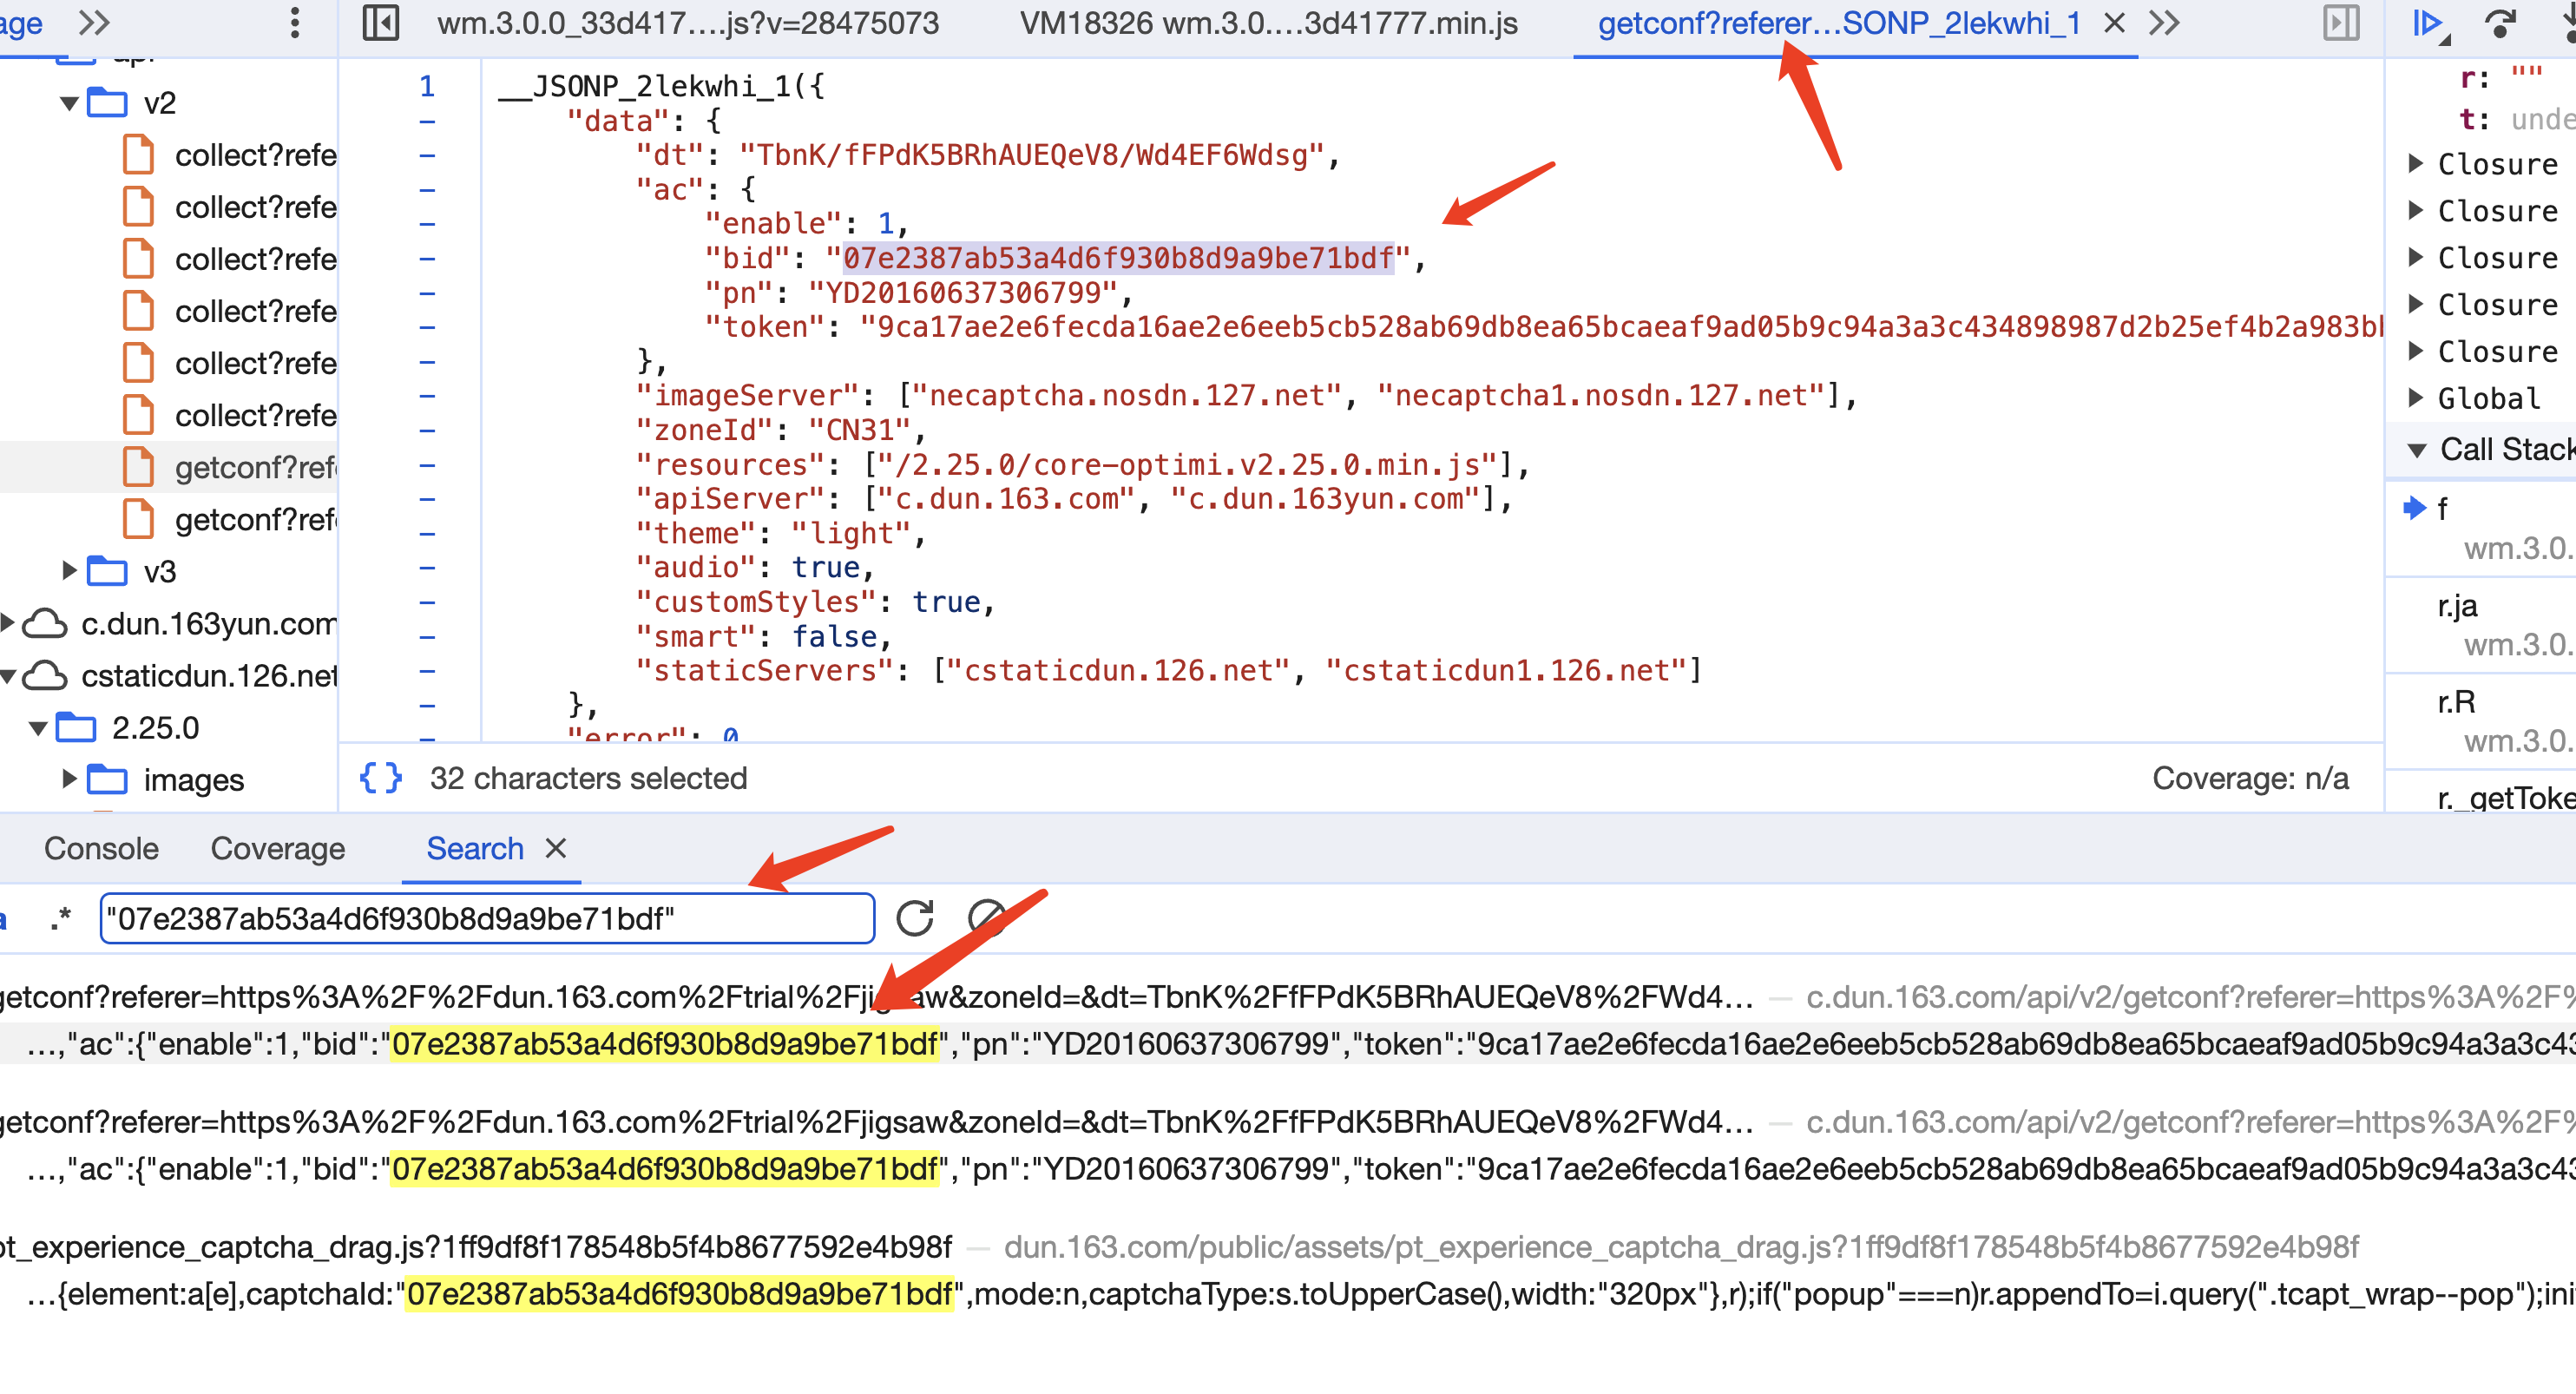 age
wm.3.0.0_33d417....js?v=28475073
VM18326 wm.3.0....3d41777.min.js
getconf?referer...SONP_2lekwhi_1
v2
collect?refe
collect?refe
collect?refe
collect?refe
collect?refe
collect?refe
getconf?ref
getconf?ref
v3
c.dun.163yun.com
cstaticdun.126.net
2.25.0
images
1
__JSONP_2lekwhi_1({
"data": {
"dt": "TbnK/fFPdK5BRhAUEQeV8/Wd4EF6Wdsg",
"ac": {
"enable": 1,
"bid": "07e2387ab53a4d6f930b8d9a9be71bdf",
"pn": "YD20160637306799",
"token": "9ca17ae2e6fecda16ae2e6eeb5cb528ab69db8ea65bcaeaf9ad05b9c94a3a3c434898987d2b25ef4b2a983b
},
"imageServer": ["necaptcha.nosdn.127.net", "necaptcha1.nosdn.127.net"],
"zoneId": "CN31",
"resources": ["/2.25.0/core-optimi.v2.25.0.min.js"],
"apiServer": ["c.dun.163.com", "c.dun.163yun.com"],
"theme": "light",
"audio": true,
"customStyles": true,
"smart": false,
"staticServers": ["cstaticdun.126.net", "cstaticdun1.126.net"]
},
"error": 0
{ } 32 characters selected
Coverage: n/a
r: ""
t: unde
Closure
Closure
Closure
Closure
Closure
Global
Call Stack
f
wm.3.0.
r.ja
wm.3.0.
r.R
wm.3.0.
r._getToke
Console
Coverage
Search
.*
"07e2387ab53a4d6f930b8d9a9be71bdf"
getconf?referer=https%3A%2F%2Fdun.163.com%2Ftrial%2Fjigsaw&zoneId=&dt=TbnK%2FfFPdK5BRhAUEQeV8%2FWd4... — c.dun.163.com/api/v2/getconf?referer=https%3A%2F%
...,"ac":{"enable":1,"bid":"07e2387ab53a4d6f930b8d9a9be71bdf","pn":"YD20160637306799","token":"9ca17ae2e6fecda16ae2e6eeb5cb528ab69db8ea65bcaeaf9ad05b9c94a3a3c43
getconf?referer=https%3A%2F%2Fdun.163.com%2Ftrial%2Fjigsaw&zoneId=&dt=TbnK%2FfFPdK5BRhAUEQeV8%2FWd4... — c.dun.163.com/api/v2/getconf?referer=https%3A%2F%
...,"ac":{"enable":1,"bid":"07e2387ab53a4d6f930b8d9a9be71bdf","pn":"YD20160637306799","token":"9ca17ae2e6fecda16ae2e6eeb5cb528ab69db8ea65bcaeaf9ad05b9c94a3a3c43
pt_experience_captcha_drag.js?1ff9df8f178548b5f4b8677592e4b98f — dun.163.com/public/assets/pt_experience_captcha_drag.js?1ff9df8f178548b5f4b8677592e4b98f
...{element:a[e],captchaId:"07e2387ab53a4d6f930b8d9a9be71bdf",mode:n,captchaType:s.toUpperCase(),width:"320px"},r);if("popup"===n)r.appendTo=i.query(".tcapt_wrap--pop");ini